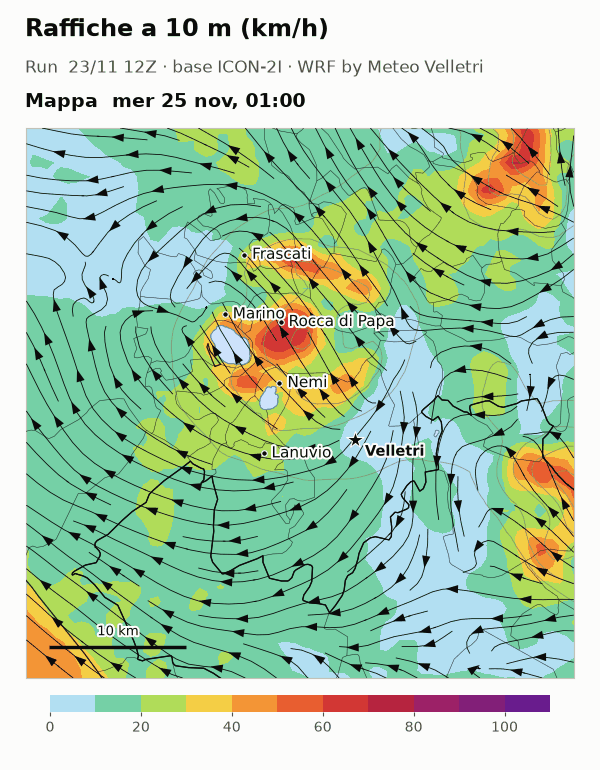 Raffiche a 10 m (km/h)
Run  23/11 12Z · base ICON-2I · WRF by Meteo Velletri
Mappa  mer 25 nov, 01:00
Frascati
Marino
Rocca di Papa
Nemi
Velletri
Lanuvio
10 km
0 20 40 60 80 100